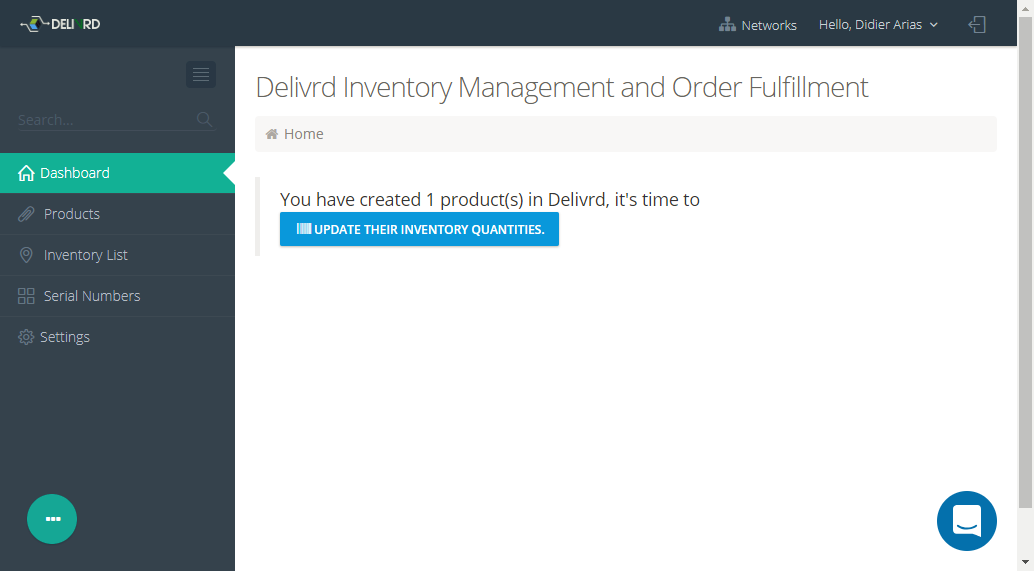 DELIVRD
Networks
Hello, Didier Arias
Search...
Dashboard
Products
Inventory List
Serial Numbers
Settings
Delivrd Inventory Management and Order Fulfillment
Home
You have created 1 product(s) in Delivrd, it's time to
UPDATE THEIR INVENTORY QUANTITIES.